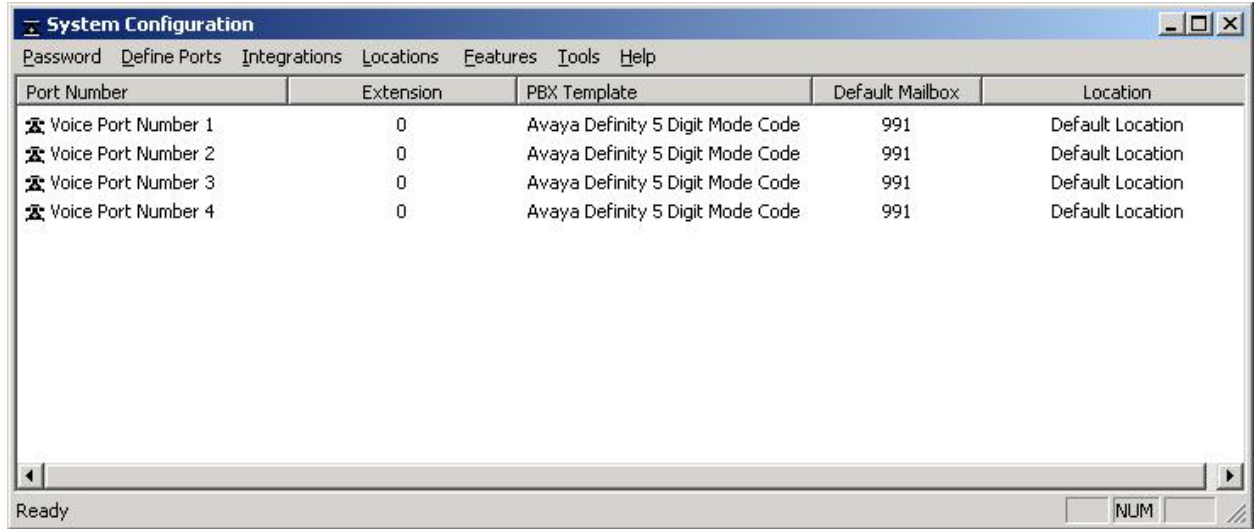 System Configuration
Password Define Ports Integrations Locations Features Tools Help
Port Number Extension PBX Template Default Mailbox Location
Voice Port Number 1 0 Avaya Definity 5 Digit Mode Code 991 Default Location
Voice Port Number 2 0 Avaya Definity 5 Digit Mode Code 991 Default Location
Voice Port Number 3 0 Avaya Definity 5 Digit Mode Code 991 Default Location
Voice Port Number 4 0 Avaya Definity 5 Digit Mode Code 991 Default Location
Ready NUM